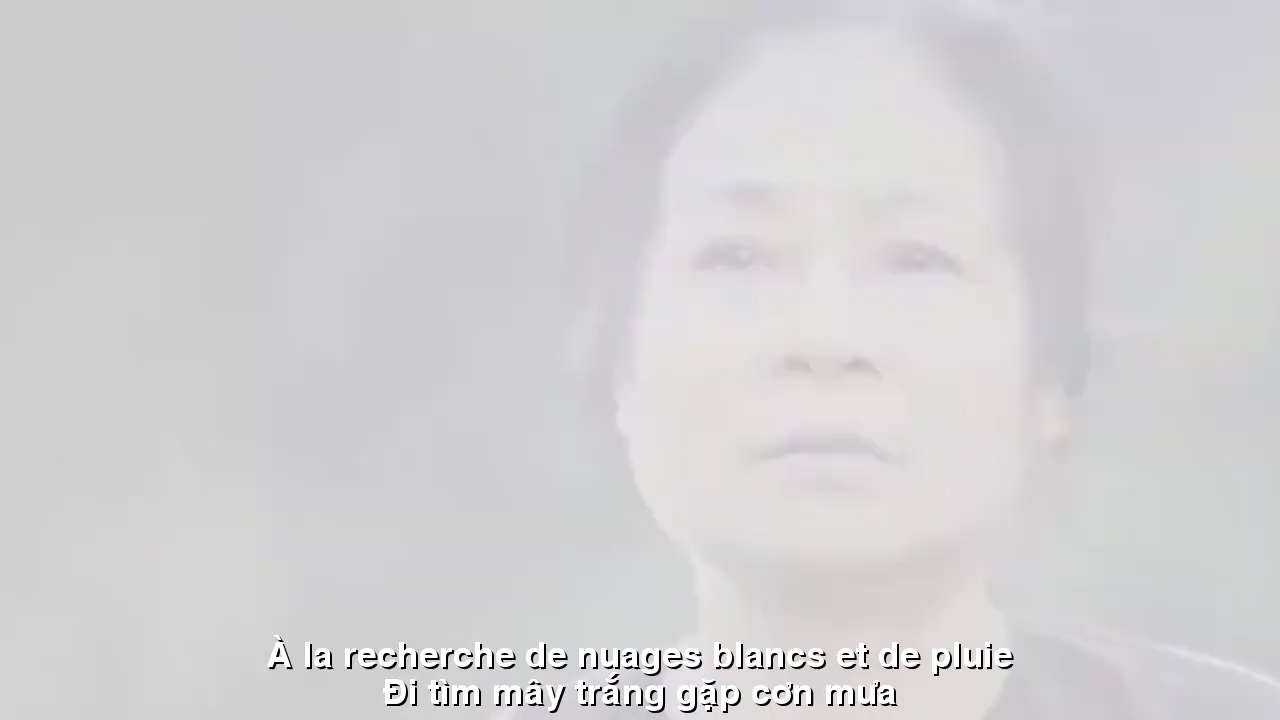 À la recherche de nuages blancs et de pluie
Đi tìm mây trắng gặp cơn mưa